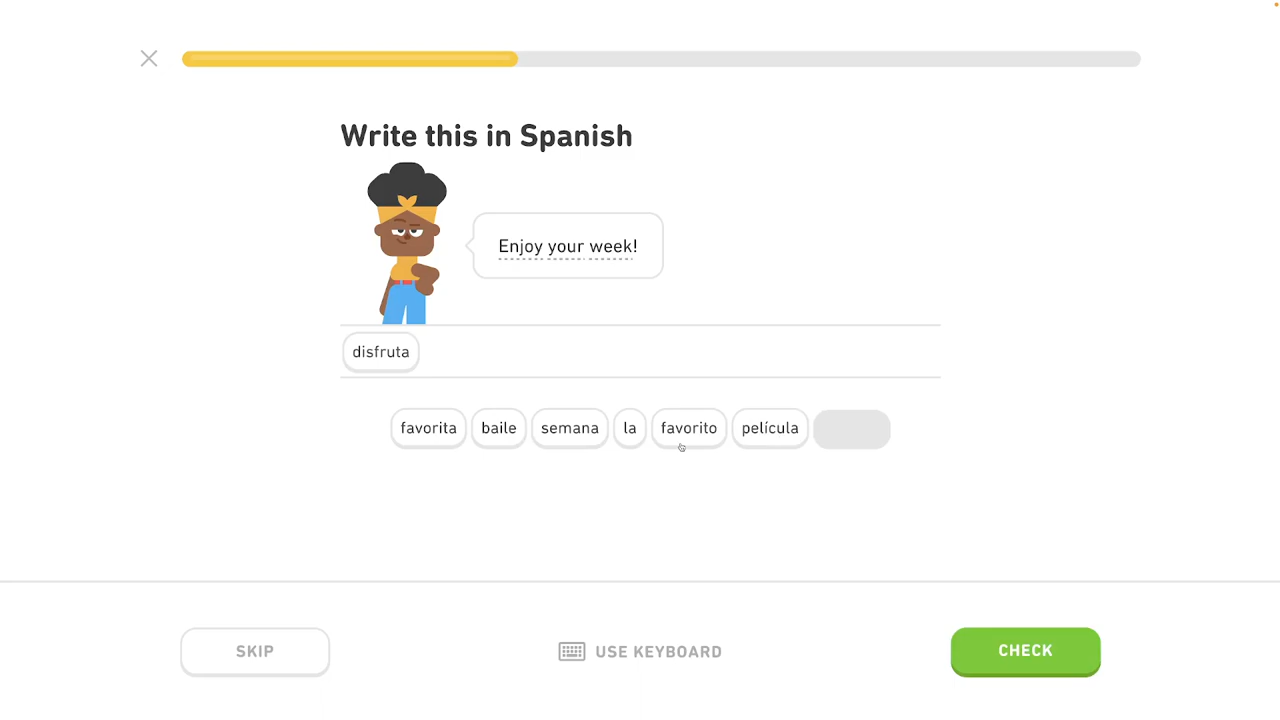 Write this in Spanish
Enjoy your week!
disfruta
favorita baile semana la favorito película
SKIP USE KEYBOARD CHECK